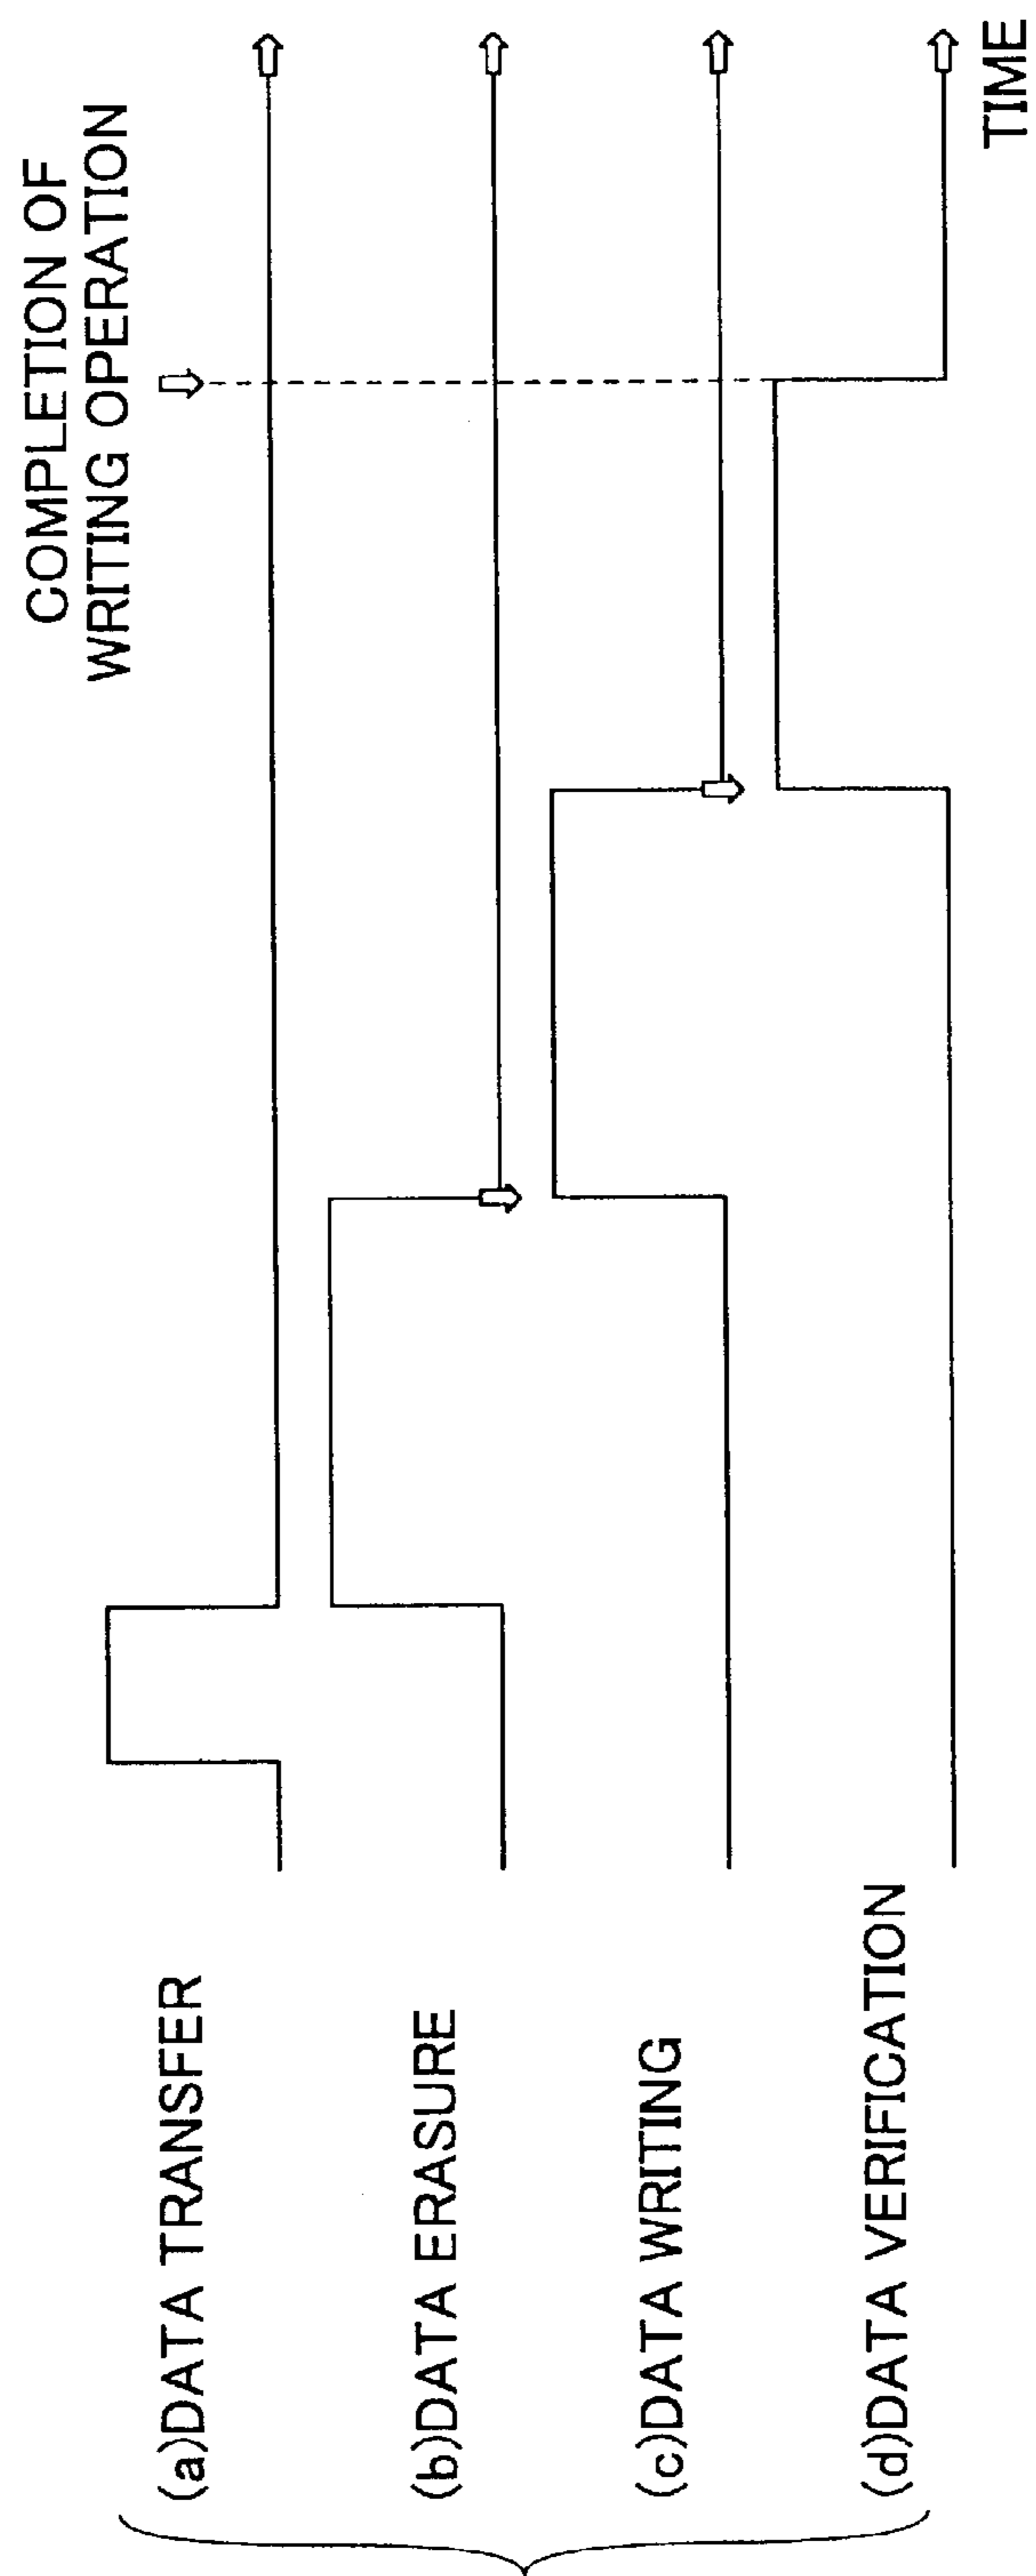 COMPLETION OF
WRITING OPERATION
(a)DATA TRANSFER
(b)DATA ERASURE
(c)DATA WRITING
(d)DATA VERIFICATION
TIME